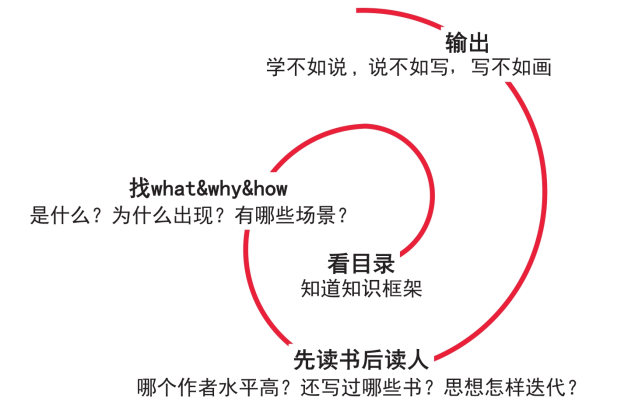 输出
学不如说，说不如写，写不如画
找what&why&how
是什么？为什么出现？有哪些场景？
看目录
知道知识框架
先读书后读人
哪个作者水平高？还写过哪些书？思想怎样迭代？